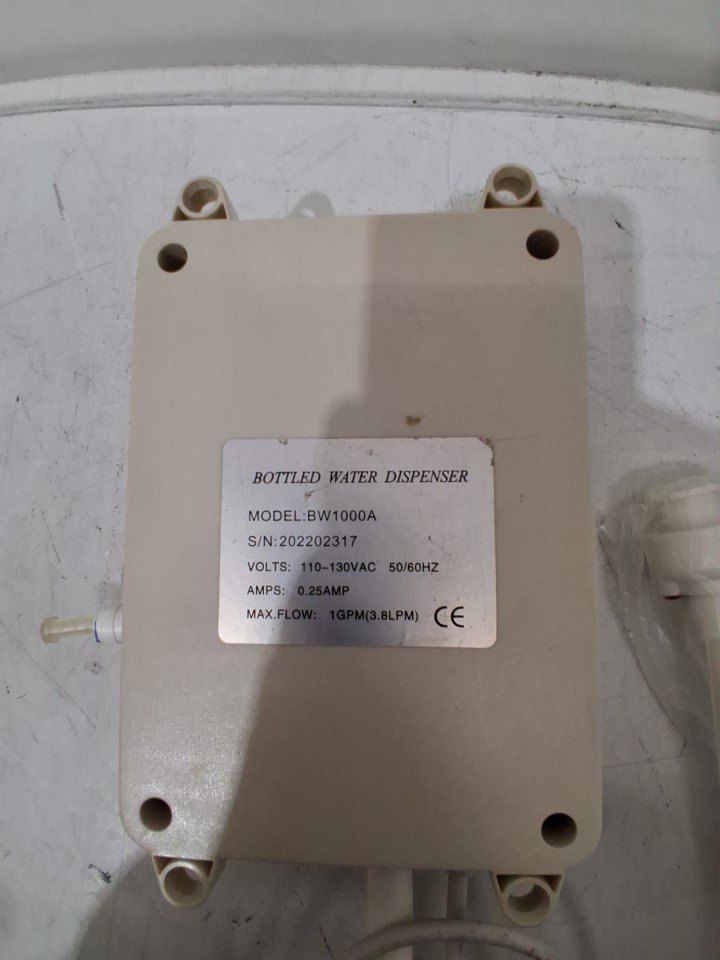 BOTTLED WATER DISPENSER
MODEL:BW1000A
S/N:202202317
VOLTS: 110-130VAC 50/60HZ
AMPS: 0.25AMP
MAX.FLOW: 1GPM(3.8LPM) CE